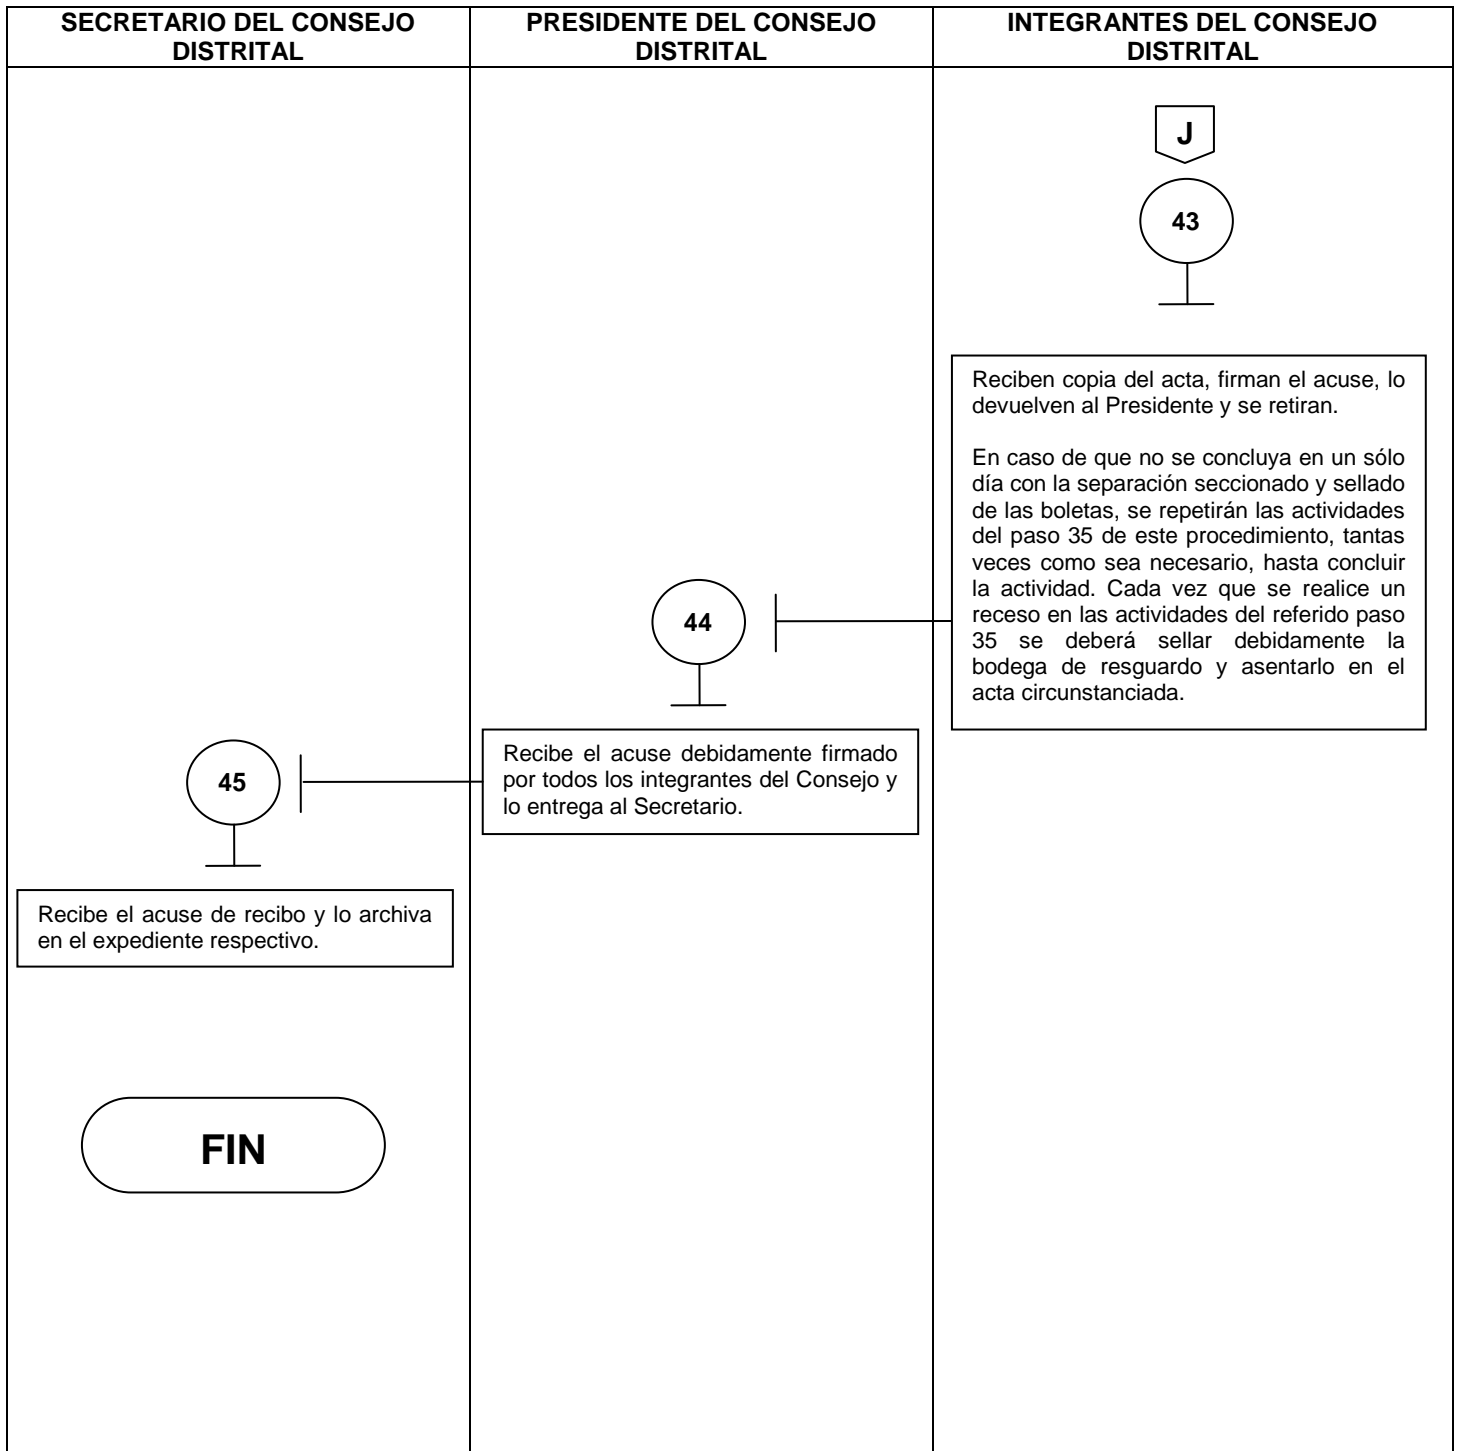 SECRETARIO DEL CONSEJO
DISTRITAL
PRESIDENTE DEL CONSEJO
DISTRITAL
INTEGRANTES DEL CONSEJO
DISTRITAL
J
43
Reciben copia del acta, firman el acuse, lo
devuelven al Presidente y se retiran.
En caso de que no se concluya en un sólo
día con la separación seccionado y sellado
de las boletas, se repetirán las actividades
del paso 35 de este procedimiento, tantas
veces como sea necesario, hasta concluir
la actividad. Cada vez que se realice un
receso en las actividades del referido paso
35 se deberá sellar debidamente la
bodega de resguardo y asentarlo en el
acta circunstanciada.
44
Recibe el acuse debidamente firmado
por todos los integrantes del Consejo y
lo entrega al Secretario.
45
Recibe el acuse de recibo y lo archiva
en el expediente respectivo.
FIN